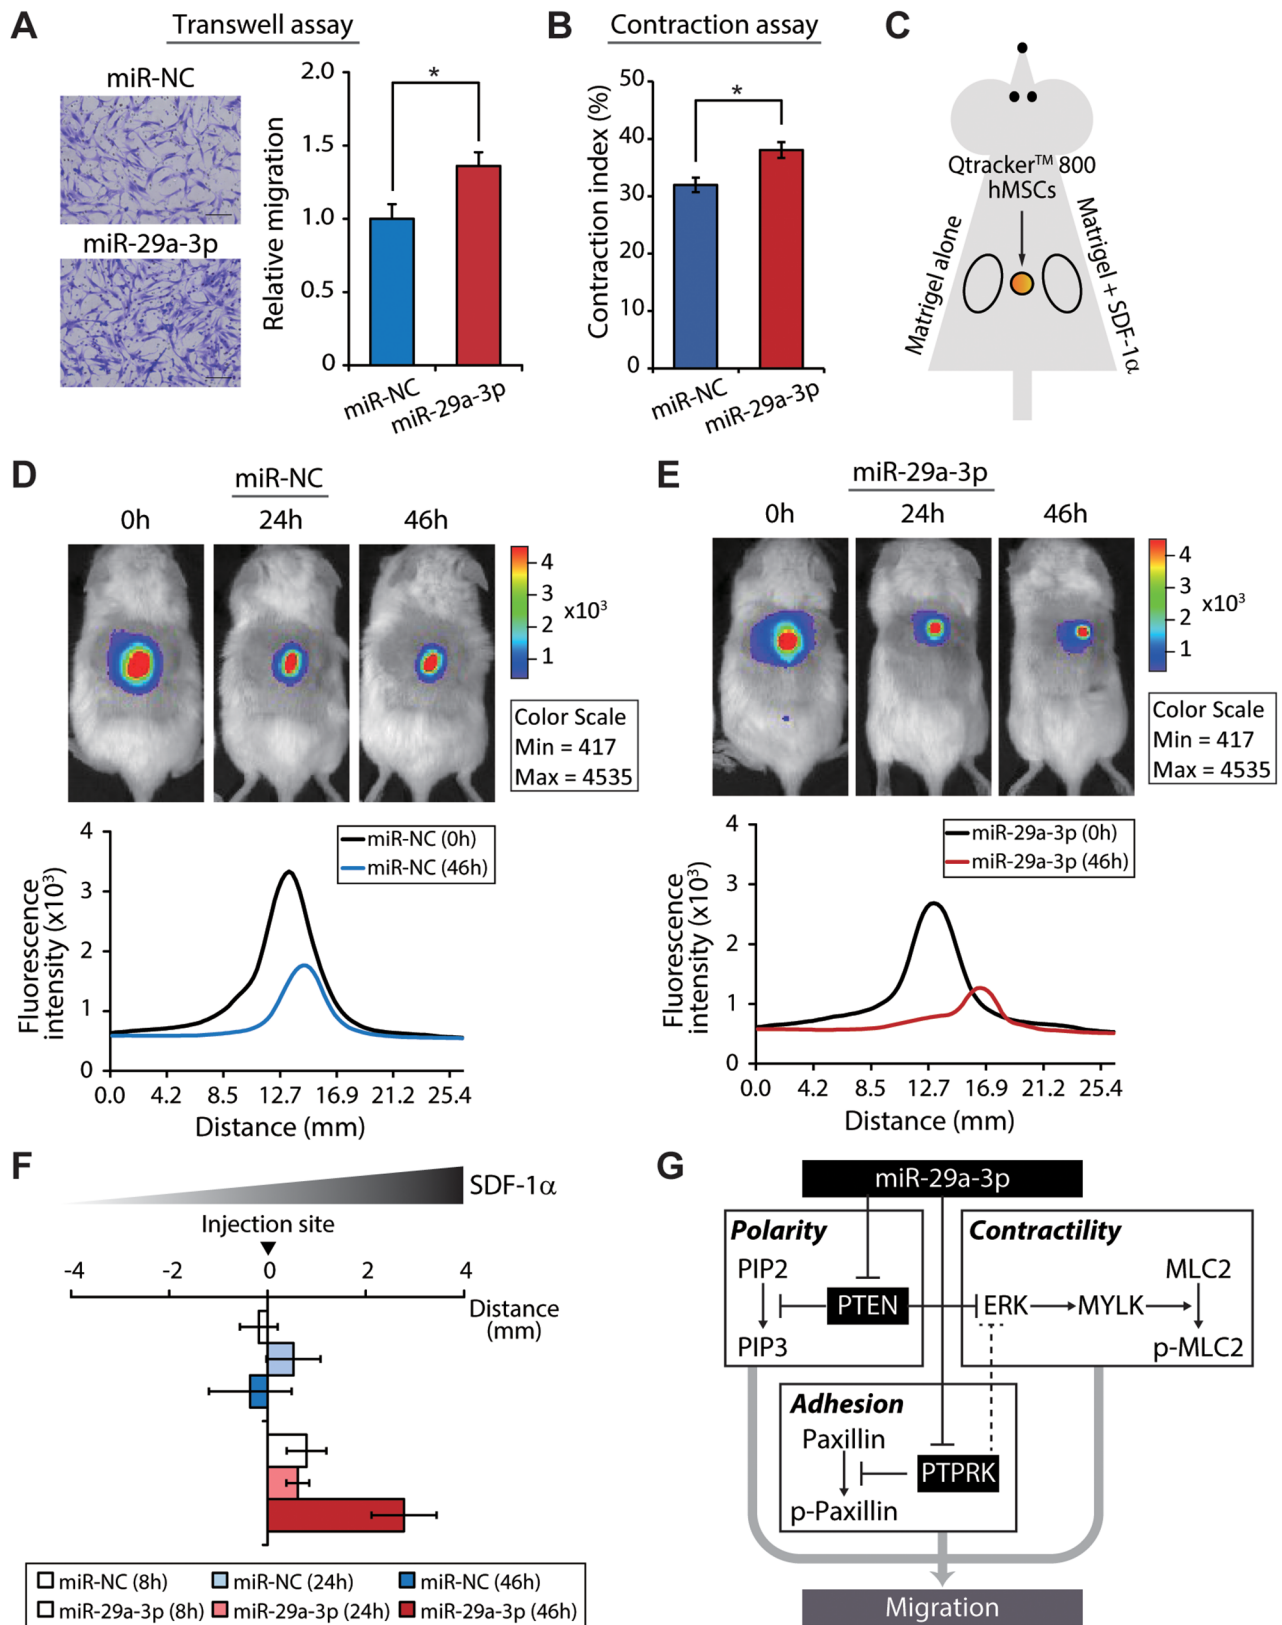 A
Transwell assay
miR-NC
miR-29a-3p
Relative migration
2.0
1.5
1.0
0.5
0
*
miR-NC
miR-29a-3p
B
Contraction assay
Contraction index (%)
50
40
30
20
10
0
*
miR-NC
miR-29a-3p
C
Qtracker™ 800
hMSCs
Matrigel alone
Matrigel + SDF-1α
D
miR-NC
0h 24h 46h
4
3
2
1
x10³
Color Scale
Min = 417
Max = 4535
miR-NC (0h)
miR-NC (46h)
Fluorescence
intensity (x10³)
4
3
2
1
0
0.0 4.2 8.5 12.7 16.9 21.2 25.4
Distance (mm)
E
miR-29a-3p
0h 24h 46h
4
3
2
1
x10³
Color Scale
Min = 417
Max = 4535
miR-29a-3p (0h)
miR-29a-3p (46h)
Fluorescence
intensity (x10³)
4
3
2
1
0
0.0 4.2 8.5 12.7 16.9 21.2 25.4
Distance (mm)
F
SDF-1α
Injection site
-4 -2 0 2 4
Distance
(mm)
miR-NC (8h) miR-NC (24h) miR-NC (46h)
miR-29a-3p (8h) miR-29a-3p (24h) miR-29a-3p (46h)
G
miR-29a-3p
Polarity
PIP2
PIP3
PTEN
Contractility
MLC2
ERK MYLK
p-MLC2
Adhesion
Paxillin
PTPRK
p-Paxillin
Migration